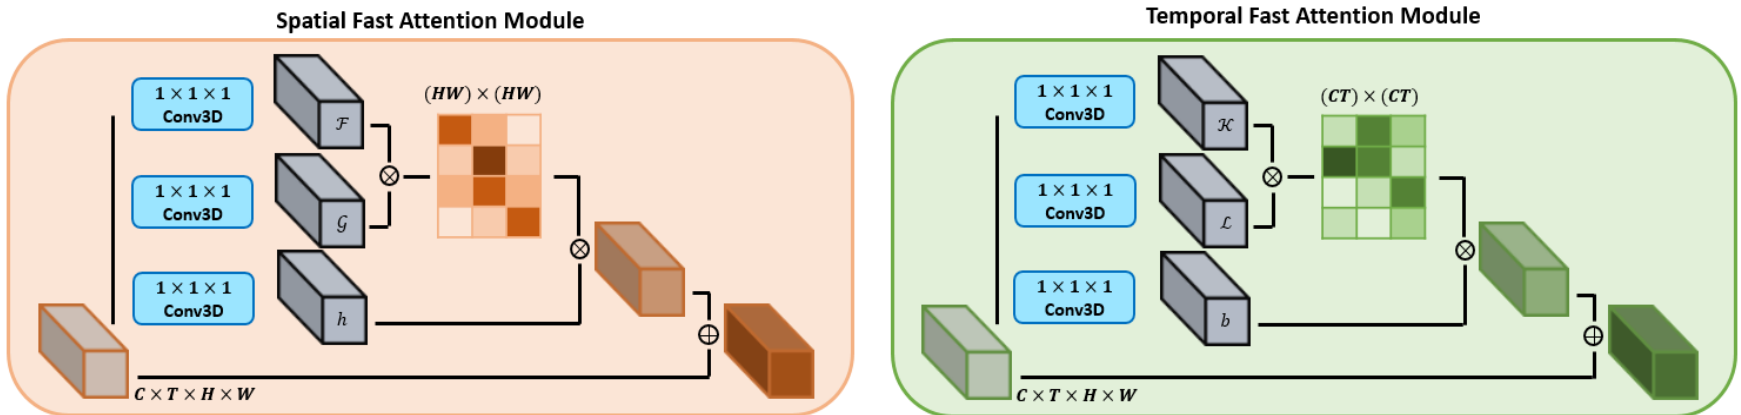 Spatial Fast Attention Module
1 × 1 × 1
Conv3D
ℱ
(HW) × (HW)
1 × 1 × 1
Conv3D
𝒢
1 × 1 × 1
Conv3D
h
C × T × H × W
Temporal Fast Attention Module
1 × 1 × 1
Conv3D
𝒦
(CT) × (CT)
1 × 1 × 1
Conv3D
ℒ
1 × 1 × 1
Conv3D
b
C × T × H × W